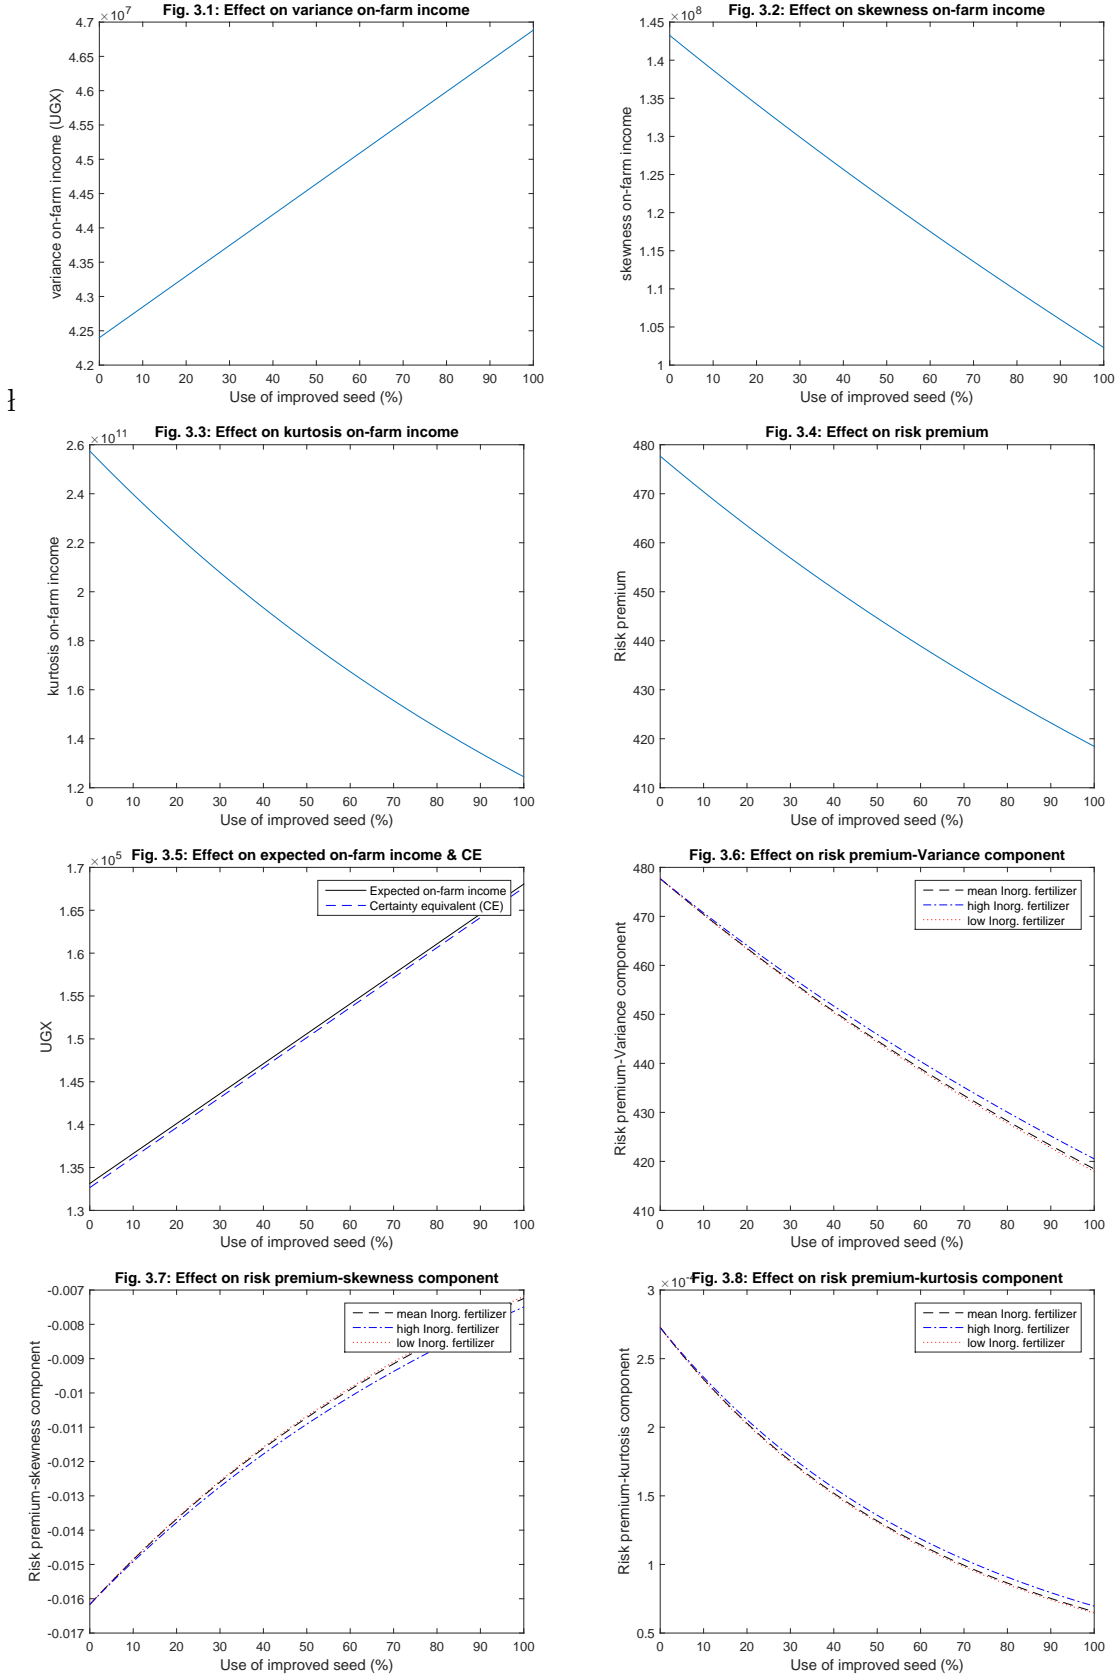 Fig. 3.1: Effect on variance on-farm income
×10^7
4.7
4.65
4.6
4.55
4.5
4.45
4.4
4.35
4.3
4.25
4.2
variance on-farm income (UGX)
0 10 20 30 40 50 60 70 80 90 100
Use of improved seed (%)
Fig. 3.2: Effect on skewness on-farm income
×10^8
1.45
1.4
1.35
1.3
1.25
1.2
1.15
1.1
1.05
1
skewness on-farm income
0 10 20 30 40 50 60 70 80 90 100
Use of improved seed (%)
ł
Fig. 3.3: Effect on kurtosis on-farm income
×10^11
2.6
2.4
2.2
2
1.8
1.6
1.4
1.2
kurtosis on-farm income
0 10 20 30 40 50 60 70 80 90 100
Use of improved seed (%)
Fig. 3.4: Effect on risk premium
480
470
460
450
440
430
420
410
Risk premium
0 10 20 30 40 50 60 70 80 90 100
Use of improved seed (%)
Fig. 3.5: Effect on expected on-farm income & CE
×10^5
1.7
1.65
1.6
1.55
1.5
1.45
1.4
1.35
1.3
UGX
Expected on-farm income
Certainty equivalent (CE)
0 10 20 30 40 50 60 70 80 90 100
Use of improved seed (%)
Fig. 3.6: Effect on risk premium-Variance component
480
470
460
450
440
430
420
410
Risk premium-Variance component
mean Inorg. fertilizer
high Inorg. fertilizer
low Inorg. fertilizer
0 10 20 30 40 50 60 70 80 90 100
Use of improved seed (%)
Fig. 3.7: Effect on risk premium-skewness component
-0.007
-0.008
-0.009
-0.01
-0.011
-0.012
-0.013
-0.014
-0.015
-0.016
-0.017
Risk premium-skewness component
mean Inorg. fertilizer
high Inorg. fertilizer
low Inorg. fertilizer
0 10 20 30 40 50 60 70 80 90 100
Use of improved seed (%)
Fig. 3.8: Effect on risk premium-kurtosis component
3
2.5
2
1.5
1
0.5
Risk premium-kurtosis component
mean Inorg. fertilizer
high Inorg. fertilizer
low Inorg. fertilizer
0 10 20 30 40 50 60 70 80 90 100
Use of improved seed (%)